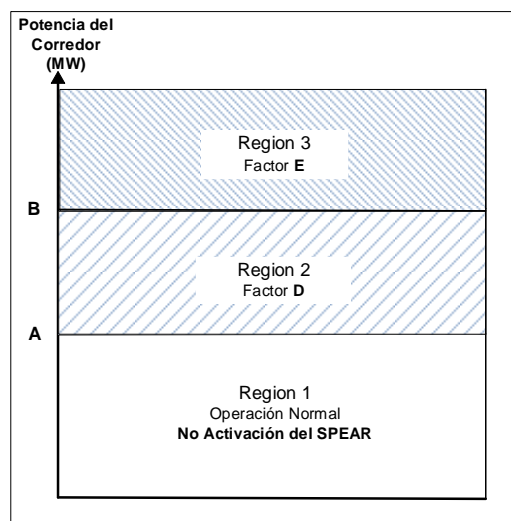 Potencia del
Corredor
(MW)
Region 3
Factor E
B
Region 2
Factor D
A
Region 1
Operación Normal
No Activación del SPEAR